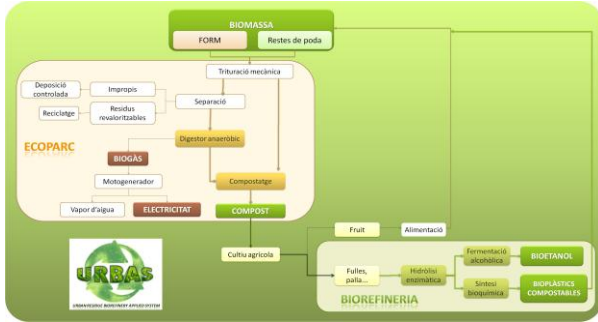 BIOMASSA
FORM
Restes de poda
Trituració mecànica
Deposició
controlada
Impropis
Separació
Reciclatge
Residus
revaloritzables
ECOPARC
Digestor anaeròbic
BIOGÀS
Motogenerador
Compostatge
Vapor d'aigua
ELECTRICITAT
COMPOST
Fruit
Alimentació
Cultiu agrícola
Fulles,
palla...
Hidròlisi
enzimàtica
Fermentació
alcohòlica
BIOETANOL
Síntesi
bioquímica
BIOPLÀSTICS
COMPOSTABLES
BIOREFINERIA
URBAS